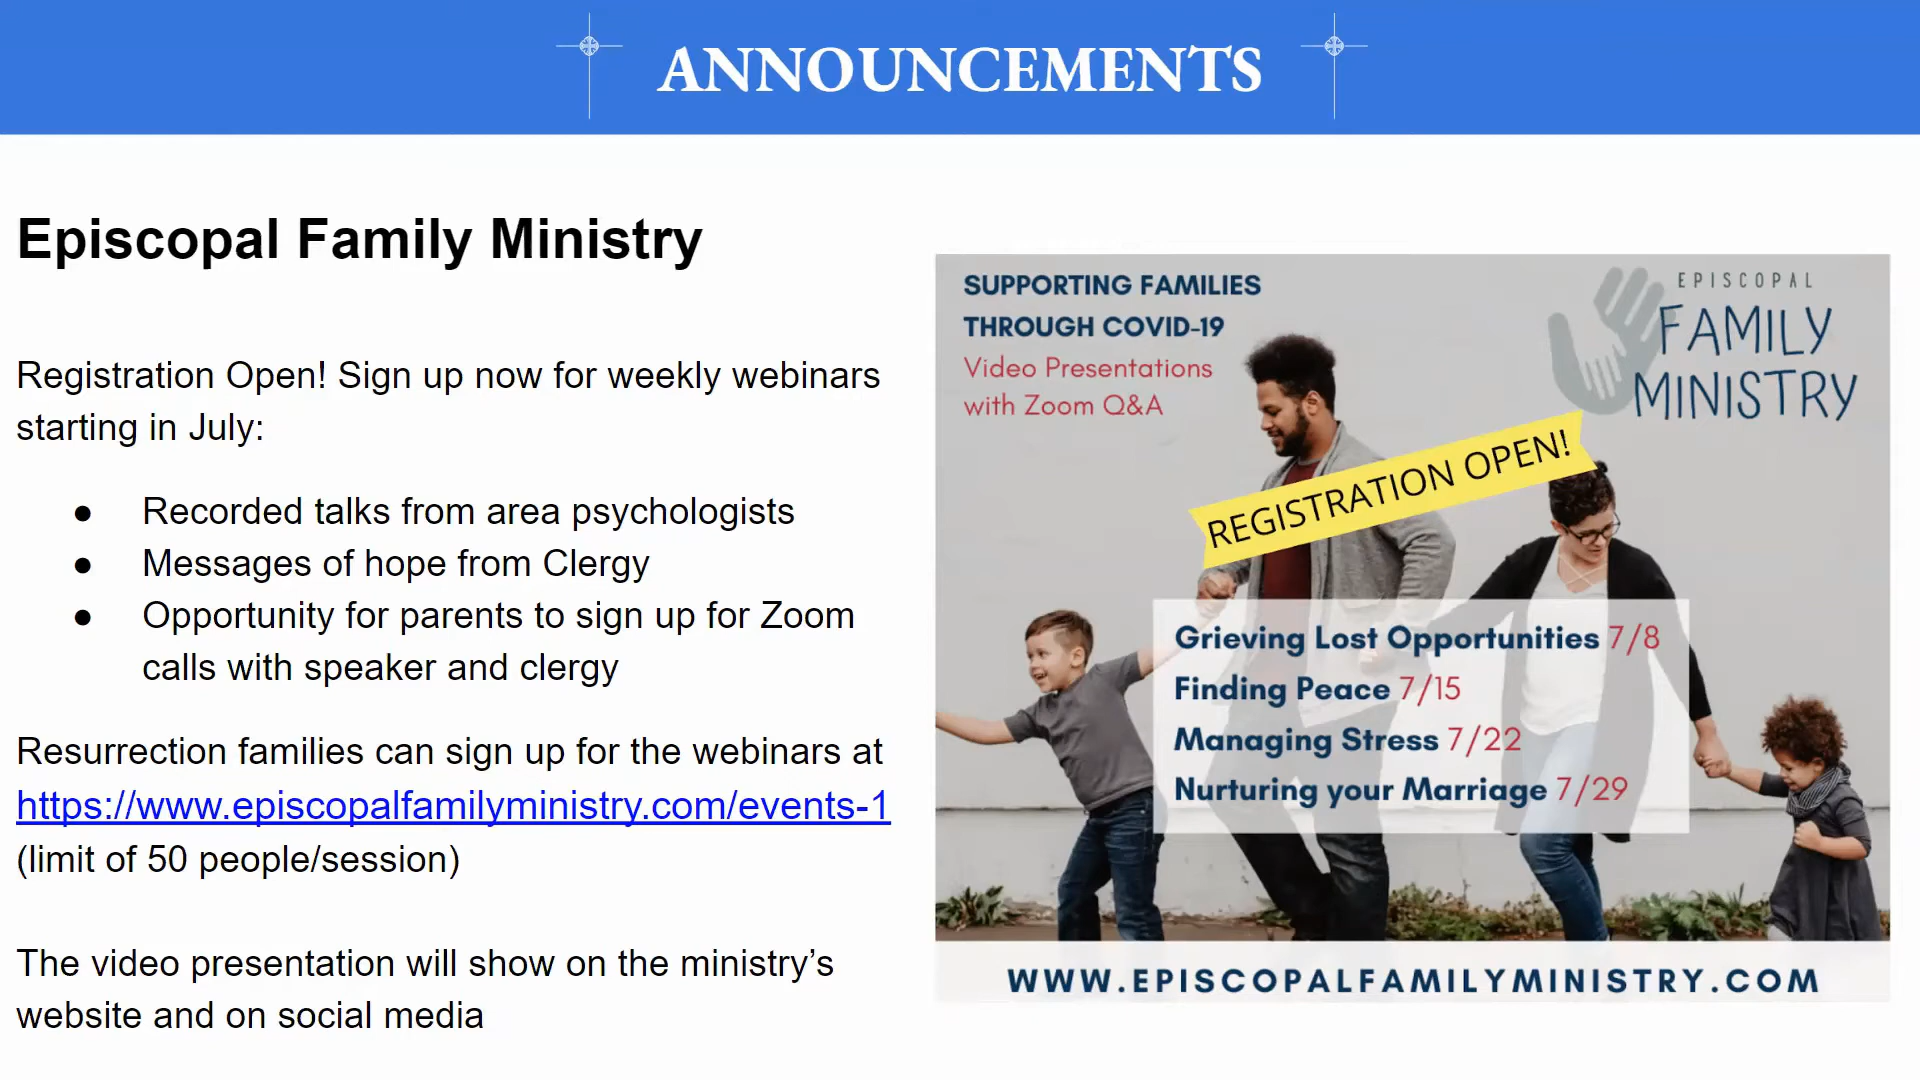 ANNOUNCEMENTS
Episcopal Family Ministry
Registration Open! Sign up now for weekly webinars
starting in July:
● Recorded talks from area psychologists
● Messages of hope from Clergy
● Opportunity for parents to sign up for Zoom
calls with speaker and clergy
Resurrection families can sign up for the webinars at
https://www.episcopalfamilyministry.com/events-1
(limit of 50 people/session)
The video presentation will show on the ministry’s
website and on social media
SUPPORTING FAMILIES
THROUGH COVID-19
Video Presentations
with Zoom Q&A
EPISCOPAL
FAMILY
MINISTRY
REGISTRATION OPEN!
Grieving Lost Opportunities 7/8
Finding Peace 7/15
Managing Stress 7/22
Nurturing your Marriage 7/29
WWW.EPISCOPALFAMILYMINISTRY.COM